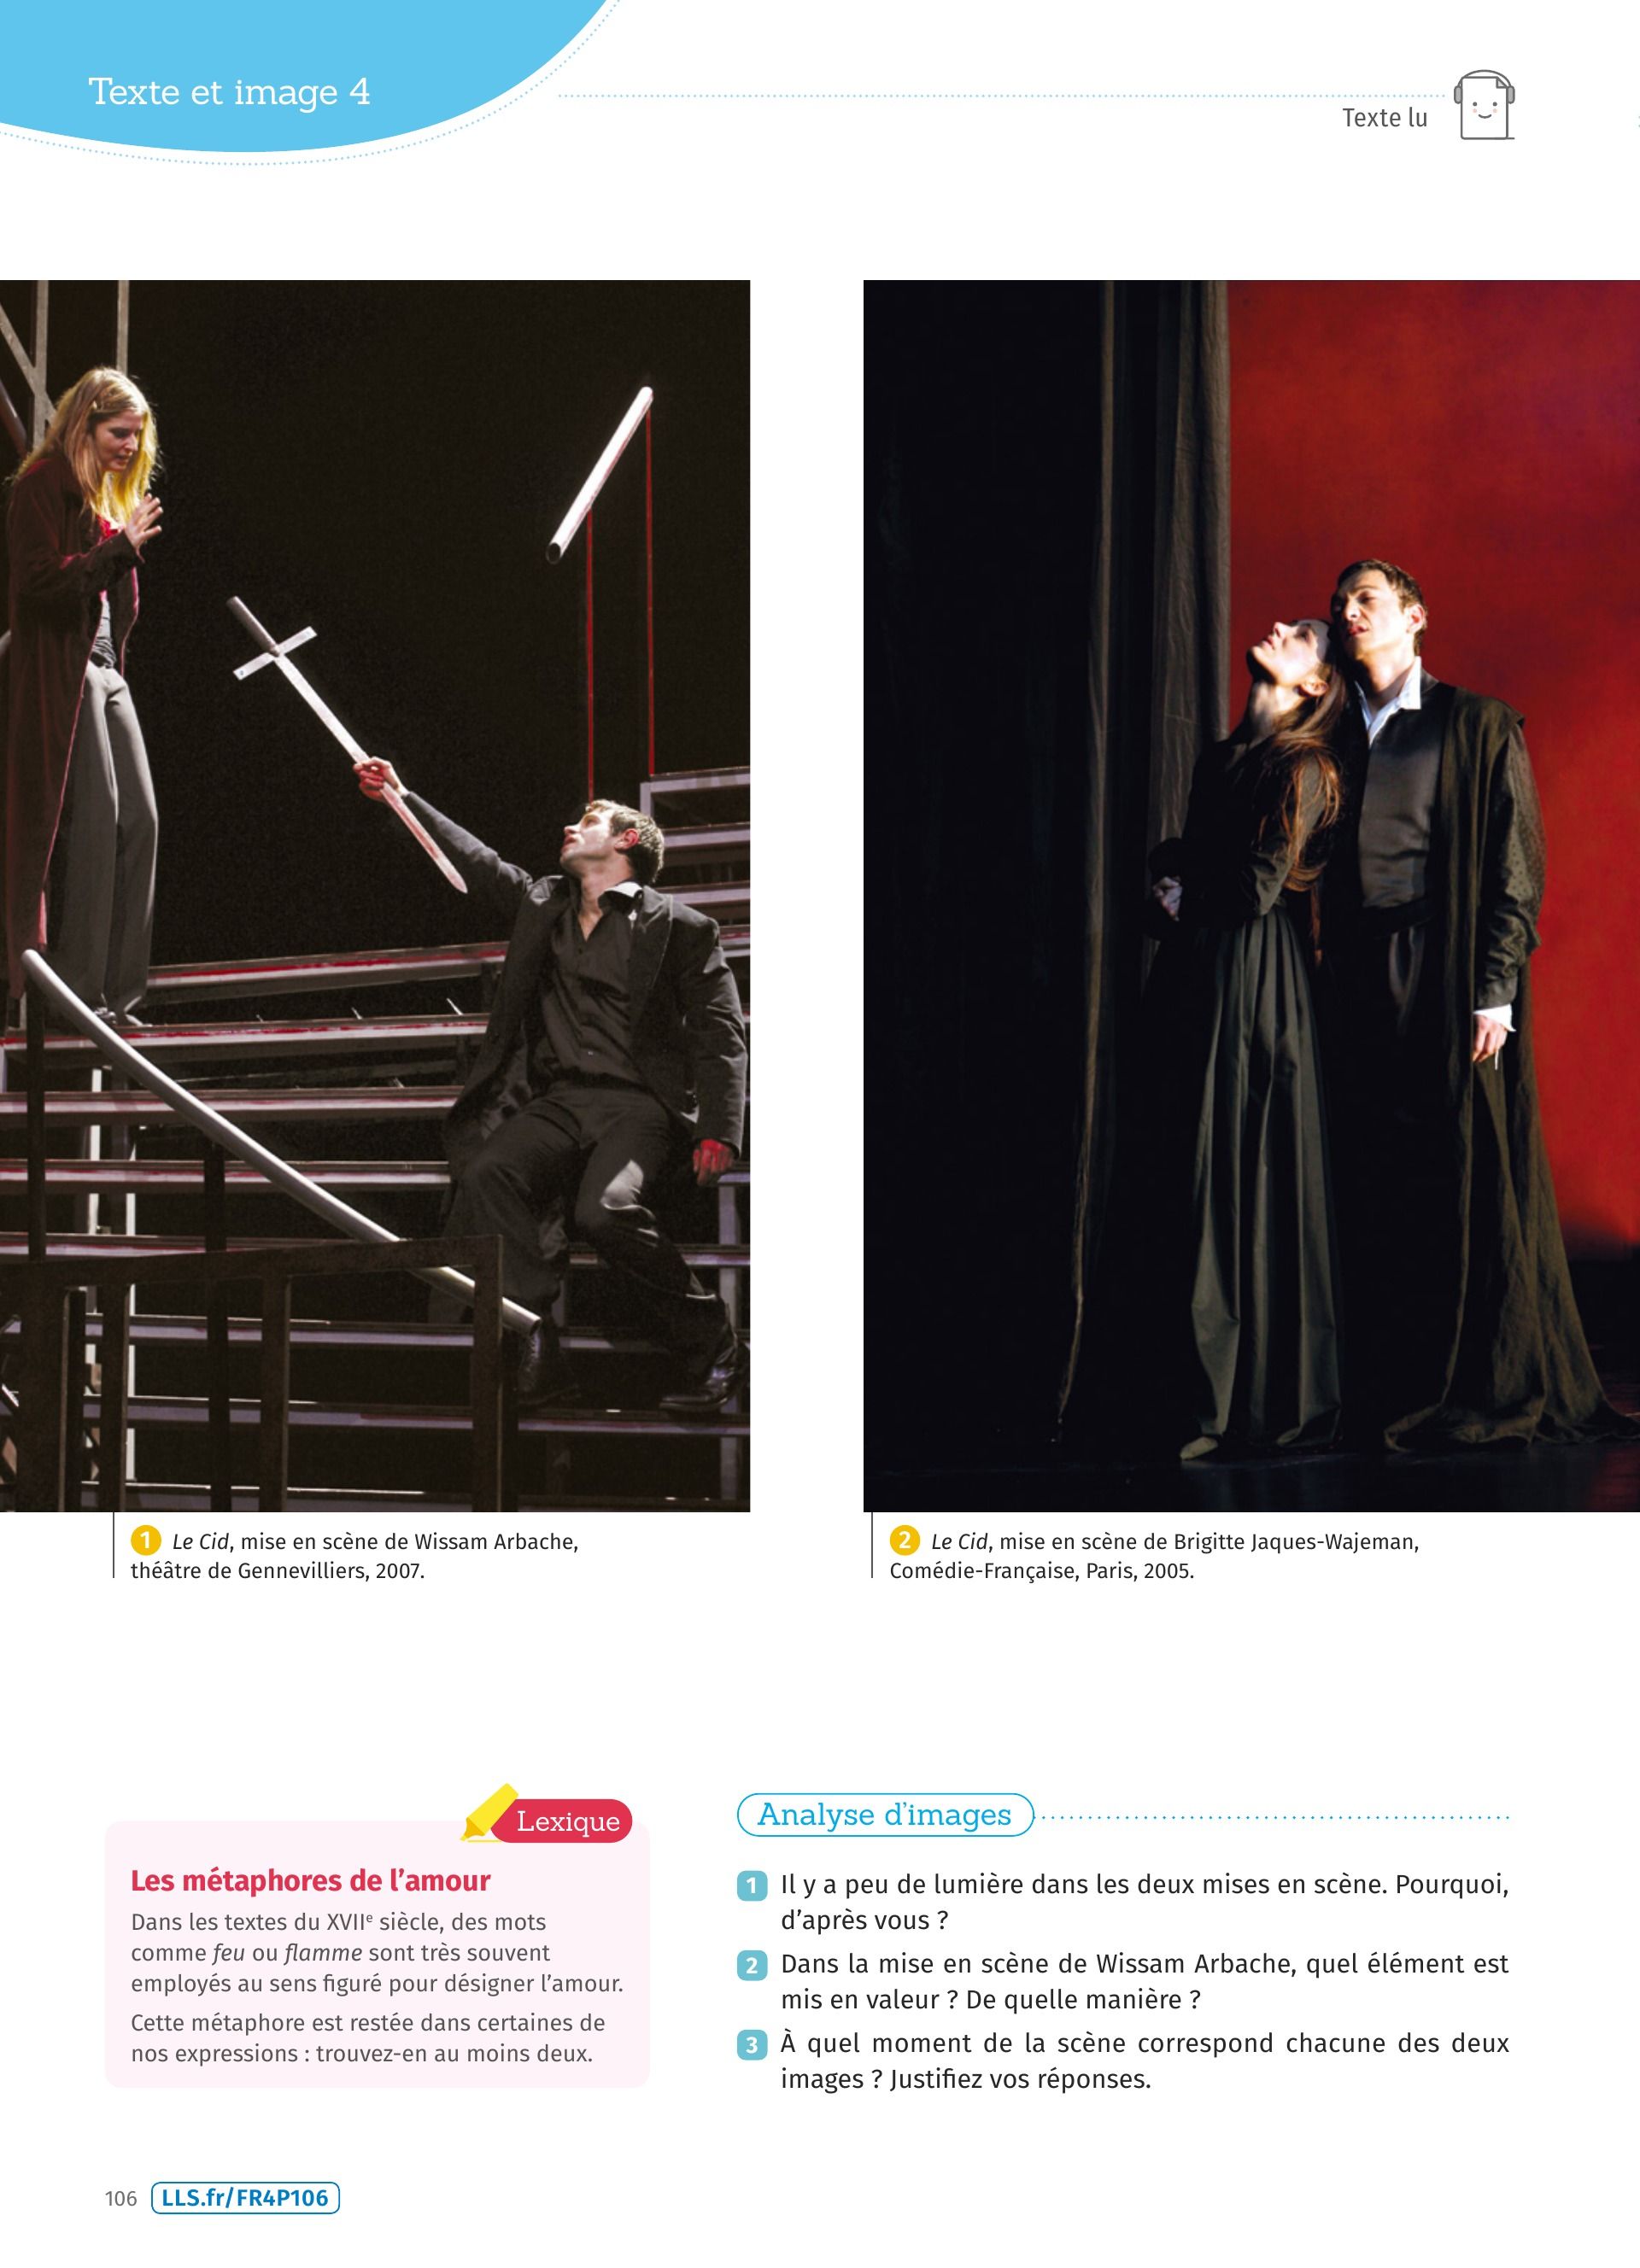 Texte et image 4
Texte lu
1 Le Cid, mise en scène de Wissam Arbache,
théâtre de Gennevilliers, 2007.
2 Le Cid, mise en scène de Brigitte Jaques-Wajeman,
Comédie-Française, Paris, 2005.
Lexique
Les métaphores de l’amour
Dans les textes du XVIIe siècle, des mots
comme feu ou flamme sont très souvent
employés au sens figuré pour désigner l’amour.
Cette métaphore est restée dans certaines de
nos expressions : trouvez-en au moins deux.
Analyse d’images
1 Il y a peu de lumière dans les deux mises en scène. Pourquoi,
d’après vous ?
2 Dans la mise en scène de Wissam Arbache, quel élément est
mis en valeur ? De quelle manière ?
3 À quel moment de la scène correspond chacune des deux
images ? Justifiez vos réponses.
106 LLS.fr/FR4P106